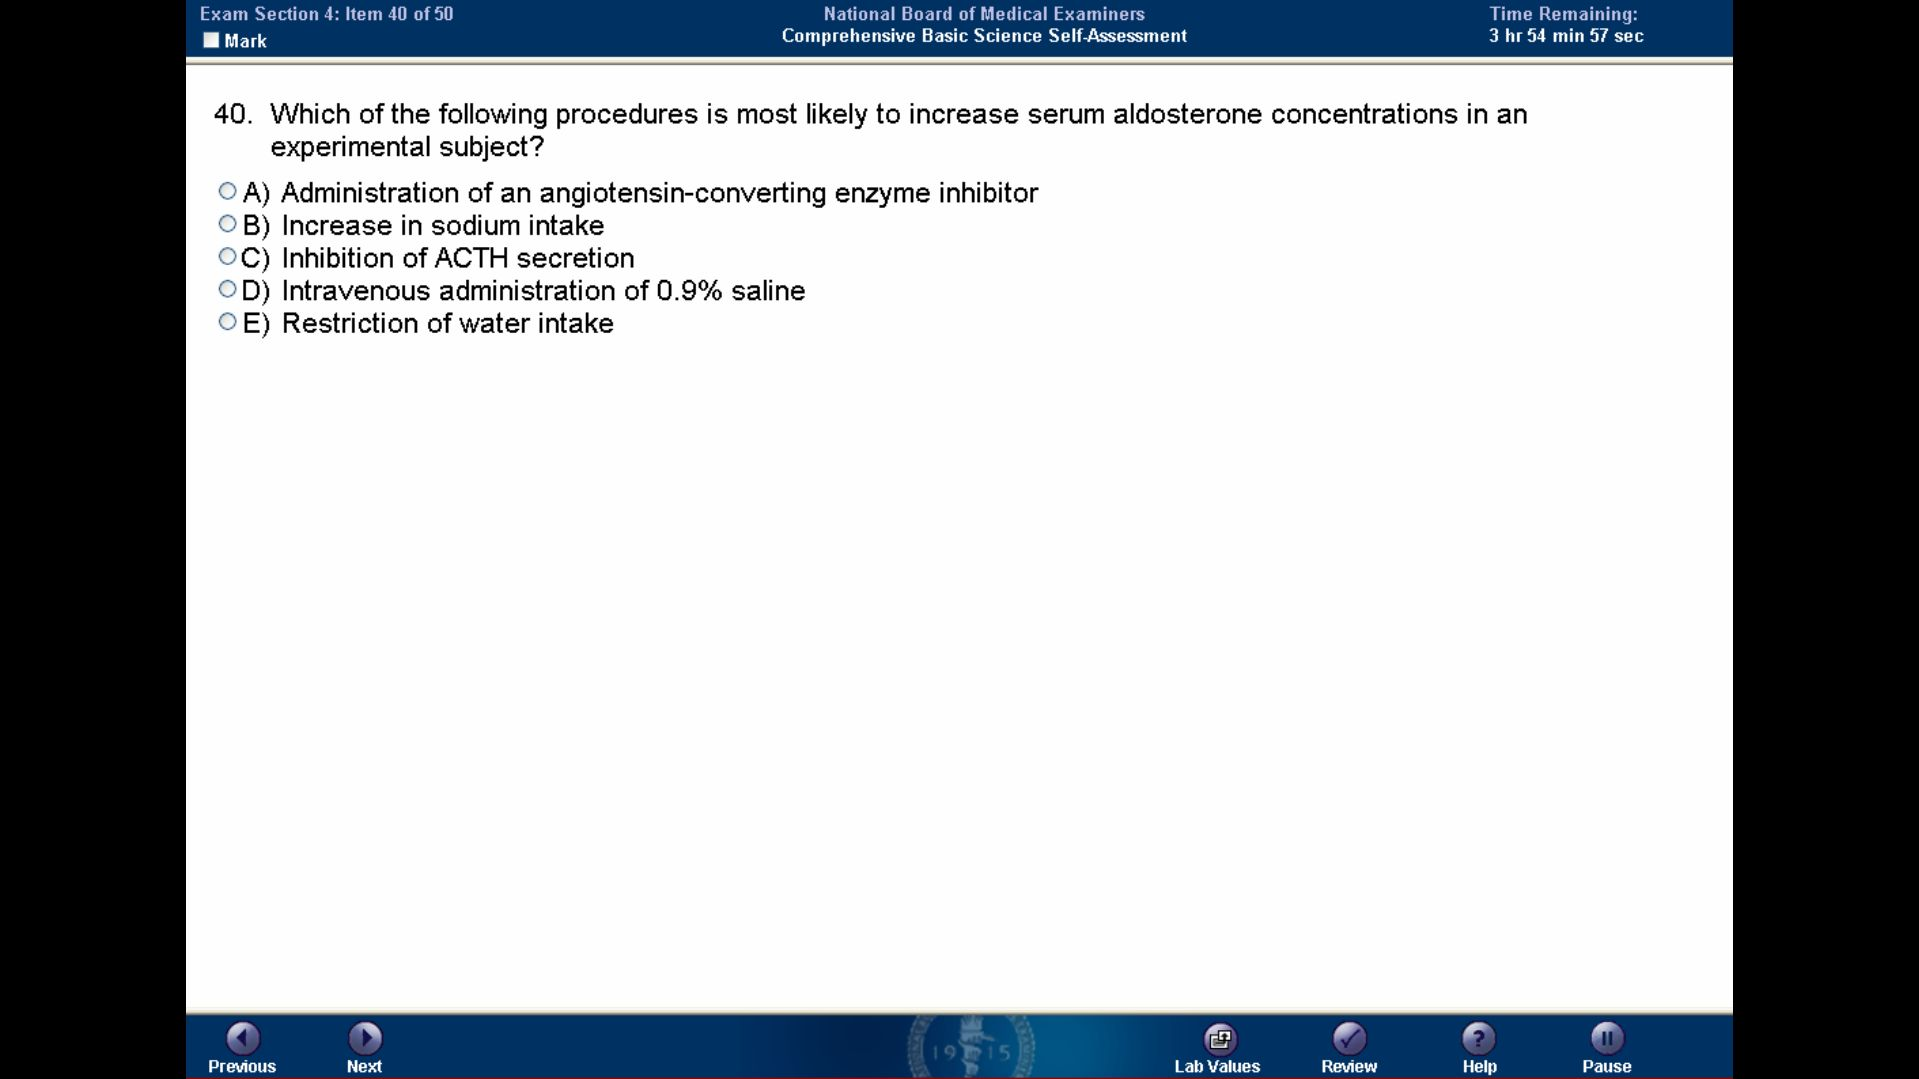 Exam Section 4: Item 40 of 50
National Board of Medical Examiners
Time Remaining:
Mark
Comprehensive Basic Science Self-Assessment
3 hr 54 min 57 sec
40. Which of the following procedures is most likely to increase serum aldosterone concentrations in an
experimental subject?
A) Administration of an angiotensin-converting enzyme inhibitor
B) Increase in sodium intake
C) Inhibition of ACTH secretion
D) Intravenous administration of 0.9% saline
E) Restriction of water intake
1915
Previous
Next
Lab Values
Review
Help
Pause